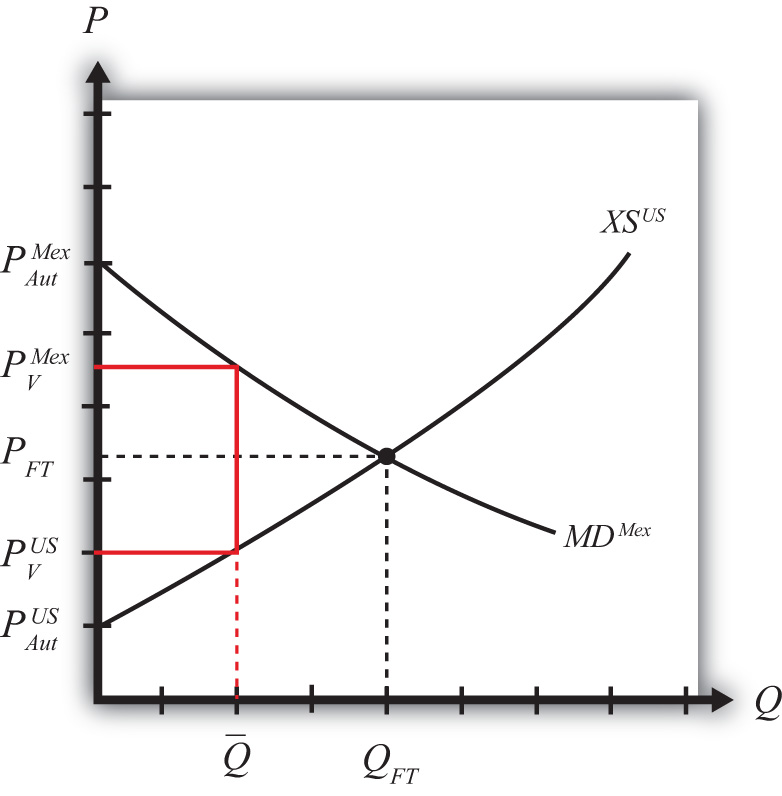 P
XS^US
P^Mex_Aut
P^Mex_V
P_FT
MD^Mex
P^US_V
P^US_Aut
Q
Q̅
Q_FT